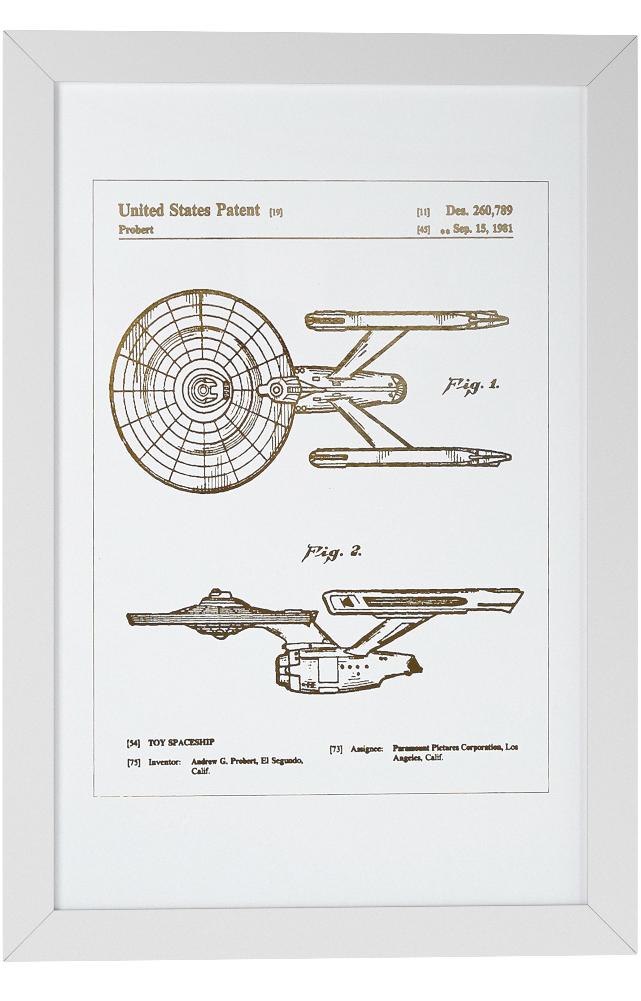 United States Patent [19]
[11] Des. 260,789
Probert
[45] ** Sep. 15, 1981
Fig. 1.
Fig. 2.
[54] TOY SPACESHIP
[75] Inventor: Andrew G. Probert, El Segundo,
Calif.
[73] Assignee: Paramount Pictures Corporation, Los
Angeles, Calif.